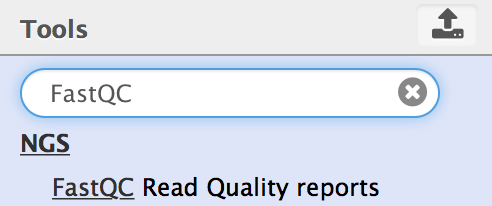 Tools
FastQC
NGS
FastQC Read Quality reports